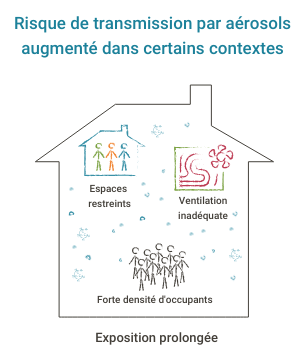 Risque de transmission par aérosols
augmenté dans certains contextes
Espaces
restreints
Ventilation
inadéquate
Forte densité d'occupants
Exposition prolongée